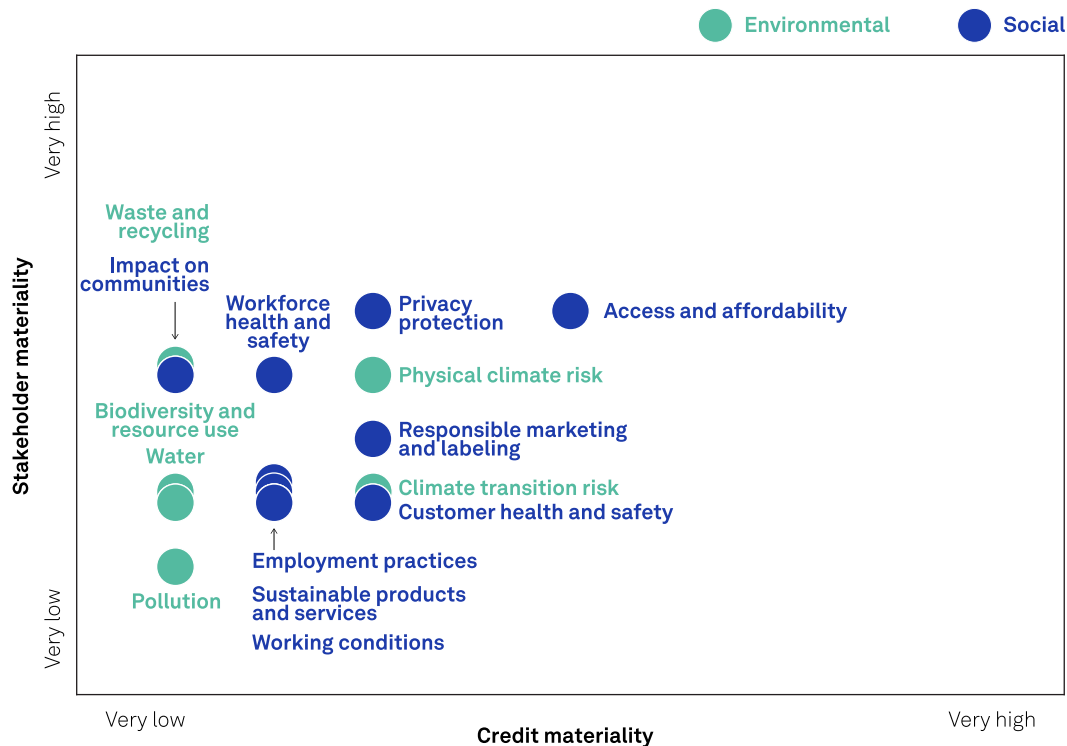 Environmental
Social
Very high
Waste and
recycling
Impact on
communities
Workforce
health and
safety
Privacy
protection
Access and affordability
Stakeholder materiality
Physical climate risk
Biodiversity and
resource use
Water
Responsible marketing
and labeling
Climate transition risk
Customer health and safety
Employment practices
Pollution
Sustainable products
and services
Working conditions
Very low
Very low
Credit materiality
Very high